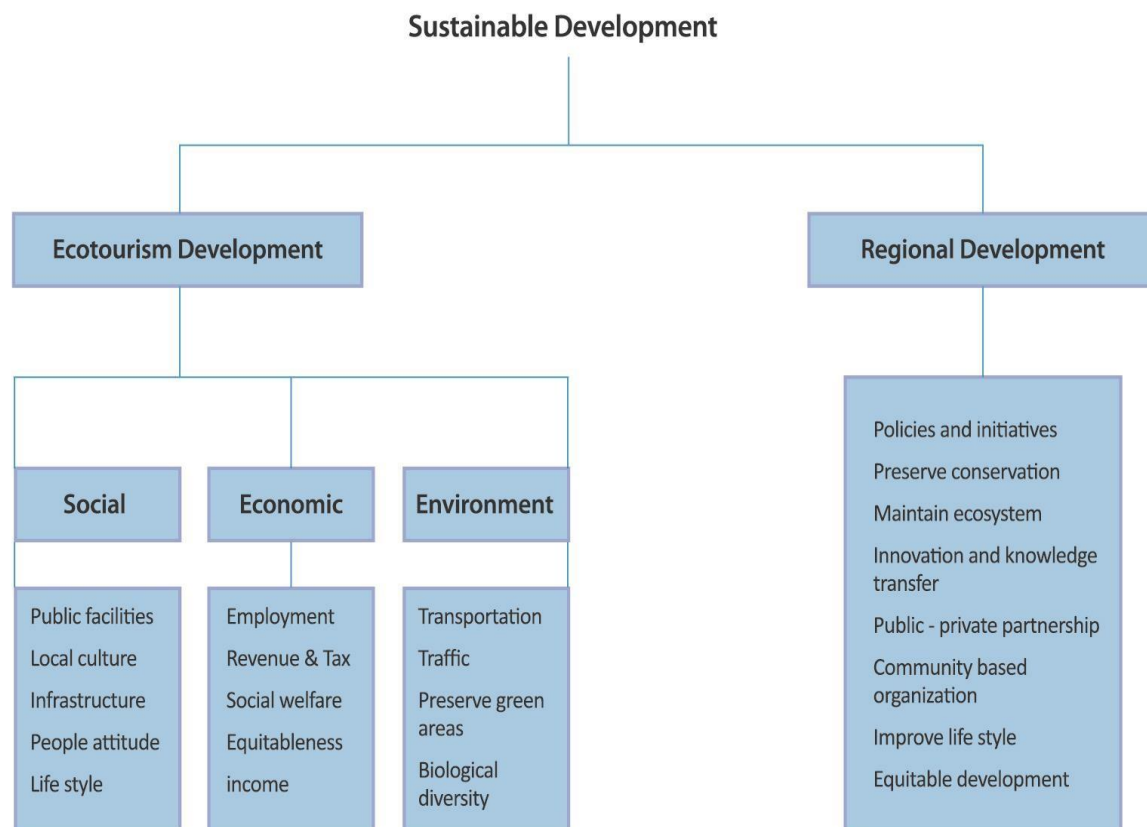 Sustainable Development
Ecotourism Development
Regional Development
Social
Economic
Environment
Public facilities
Local culture
Infrastructure
People attitude
Life style
Employment
Revenue & Tax
Social welfare
Equitableness
income
Transportation
Traffic
Preserve green
areas
Biological
diversity
Policies and initiatives
Preserve conservation
Maintain ecosystem
Innovation and knowledge
transfer
Public - private partnership
Community based
organization
Improve life style
Equitable development